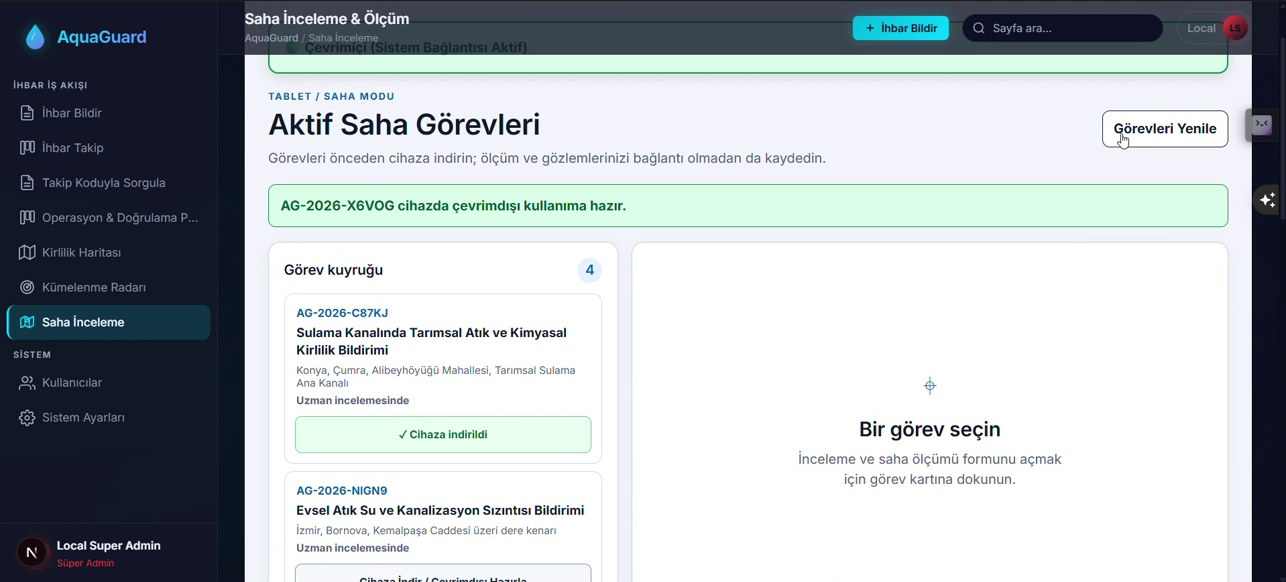 AquaGuard
İHBAR İŞ AKIŞI
İhbar Bildir
İhbar Takip
Takip Koduyla Sorgula
Operasyon & Doğrulama P...
Kirlilik Haritası
Kümelenme Radarı
Saha İnceleme
SİSTEM
Kullanıcılar
Sistem Ayarları
N
Local Super Admin
Süper Admin
Saha İnceleme & Ölçüm
AquaGuard / Saha İnceleme
Çevrimiçi (Sistem Bağlantısı Aktif)
+ İhbar Bildir
Sayfa ara...
Local
LS
TABLET / SAHA MODU
Aktif Saha Görevleri
Görevleri Yenile
Görevleri önceden cihaza indirin; ölçüm ve gözlemlerinizi bağlantı olmadan da kaydedin.
AG-2026-X6VOG cihazda çevrimdışı kullanıma hazır.
Görev kuyruğu
4
AG-2026-C87KJ
Sulama Kanalında Tarımsal Atık ve Kimyasal
Kirlilik Bildirimi
Konya, Çumra, Alibeyhöyüğü Mahallesi, Tarımsal Sulama
Ana Kanalı
Uzman incelemesinde
✓ Cihaza indirildi
AG-2026-NIGN9
Evsel Atık Su ve Kanalizasyon Sızıntısı Bildirimi
İzmir, Bornova, Kemalpaşa Caddesi üzeri dere kenarı
Uzman incelemesinde
Cihaza İndir / Çevrimdışı Hazırla
Bir görev seçin
İnceleme ve saha ölçümü formunu açmak
için görev kartına dokunun.